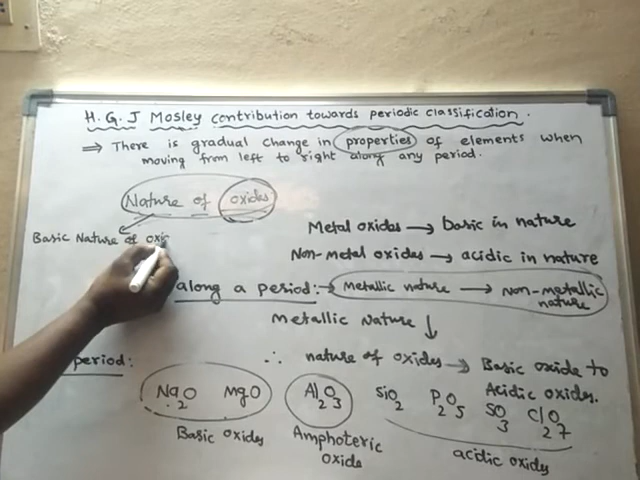 H.G.J Mosley contribution towards periodic classification.
⇒ There is gradual change in properties of elements when
moving from left to right along any period.
Nature of oxides
Metal oxides → basic in nature
Basic Nature of oxi
Non-metal oxides → acidic in nature
along a period:→ Metallic nature → Non-metallic
nature
Metallic Nature ↓
period:
∴ nature of oxides → Basic oxide to
Acidic oxides.
Na2O MgO Al2O3 SiO2 P2O5 SO3 Cl2O7
Basic oxides
Amphoteric
oxide
acidic oxides